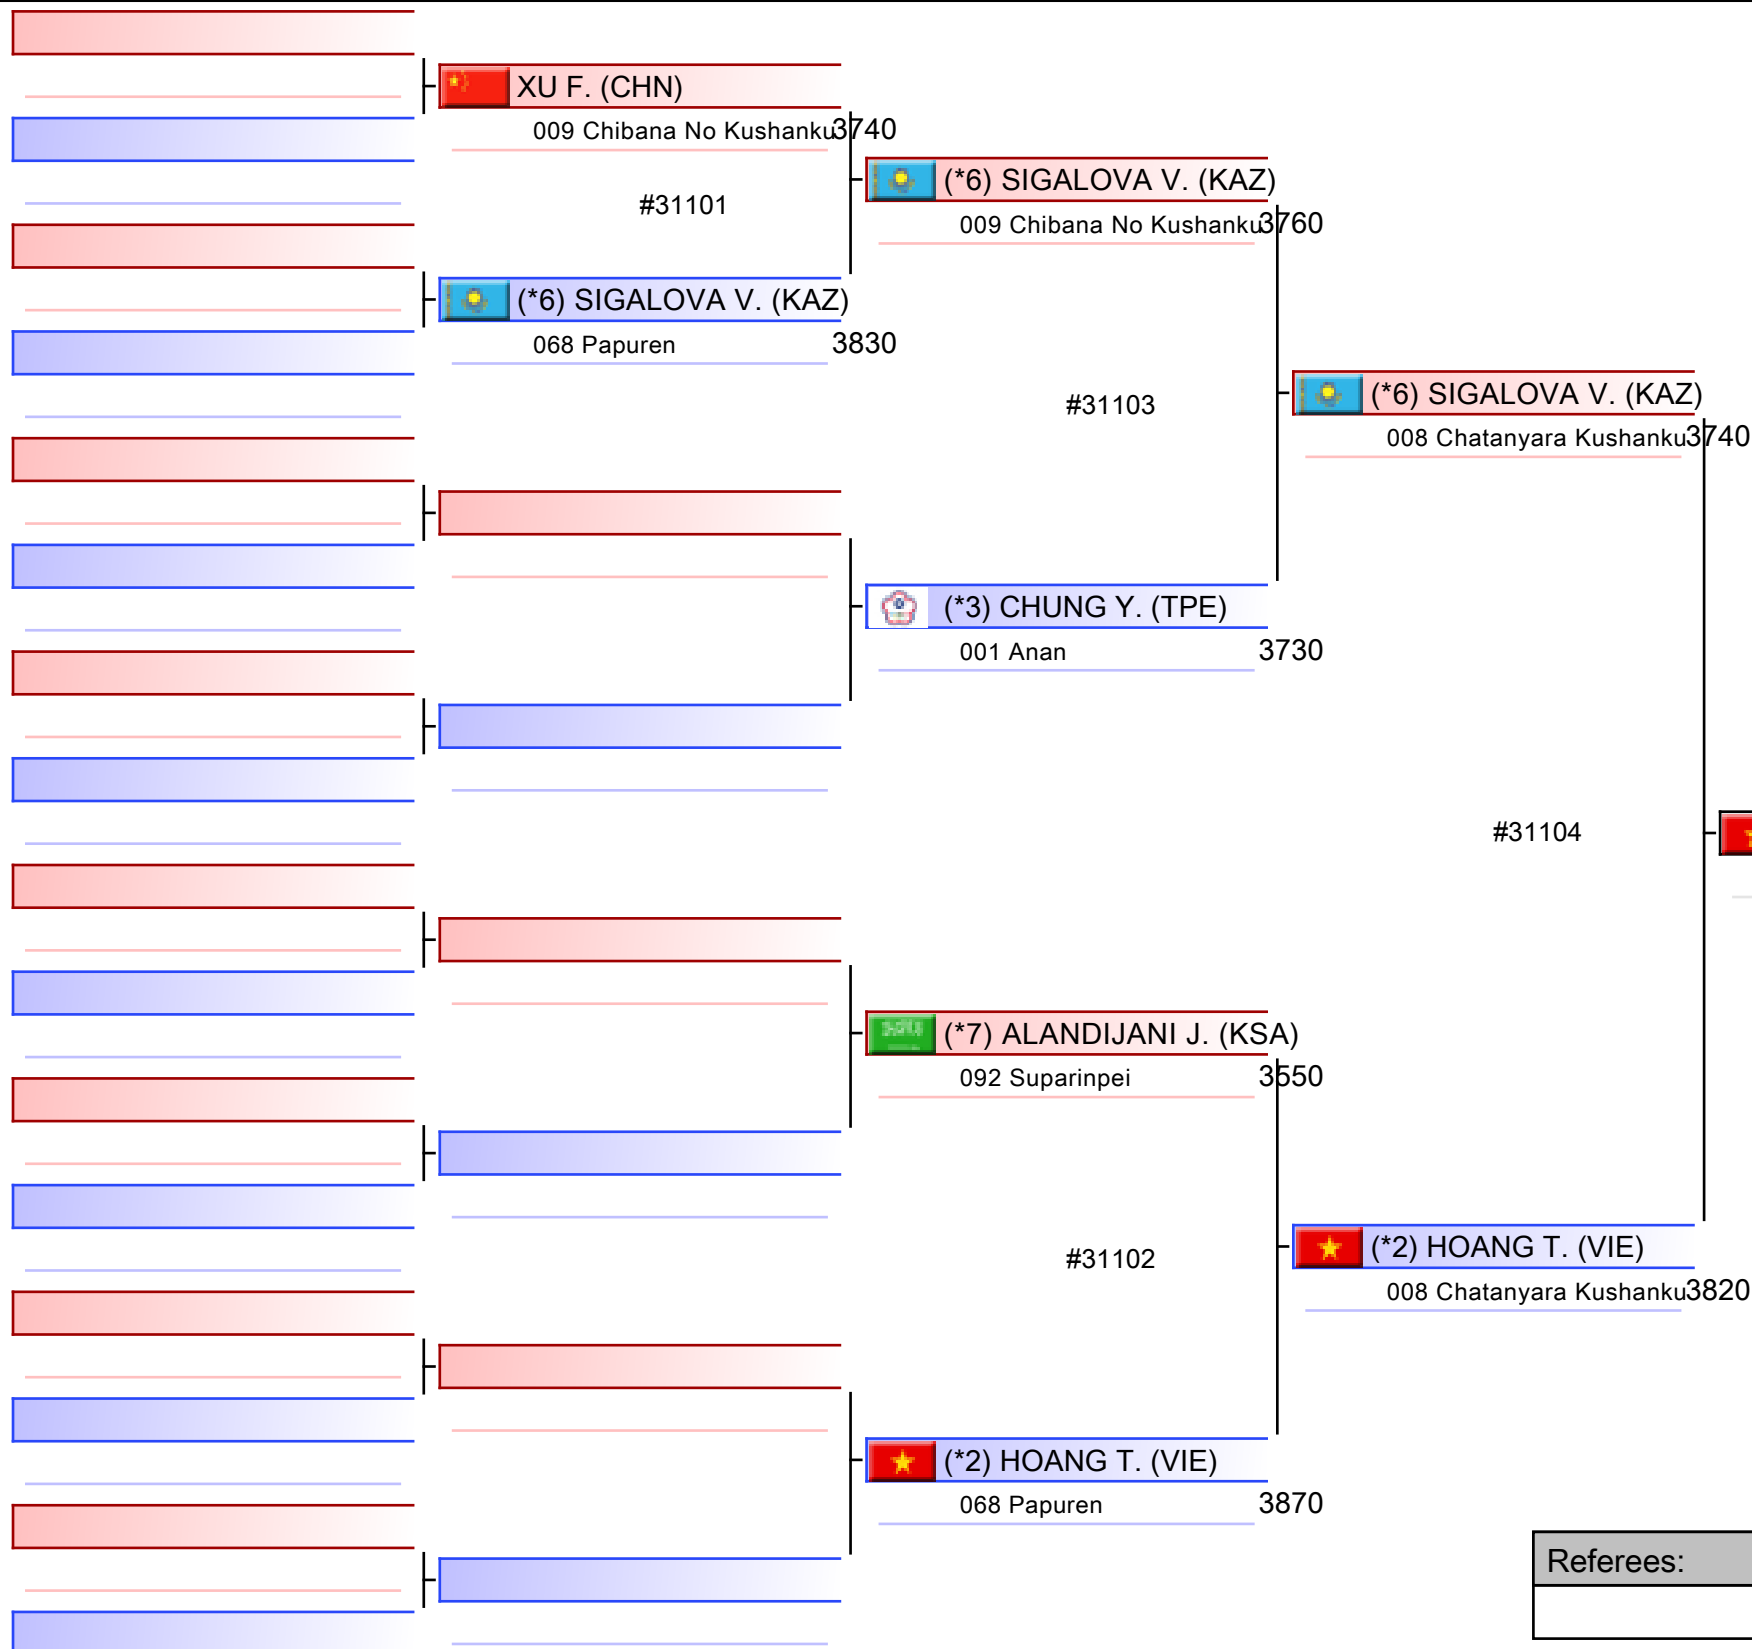 XU F. (CHN)
009 Chibana No Kushanku 3740
#31101
(*6) SIGALOVA V. (KAZ)
068 Papuren 3830
(*6) SIGALOVA V. (KAZ)
009 Chibana No Kushanku 3760
#31103
(*3) CHUNG Y. (TPE)
001 Anan 3730
(*7) ALANDIJANI J. (KSA)
092 Suparinpei 3550
#31102
(*2) HOANG T. (VIE)
068 Papuren 3870
(*6) SIGALOVA V. (KAZ)
008 Chatanyara Kushanku 3740
#31104
(*2) HOANG T. (VIE)
008 Chatanyara Kushanku 3820
Referees: